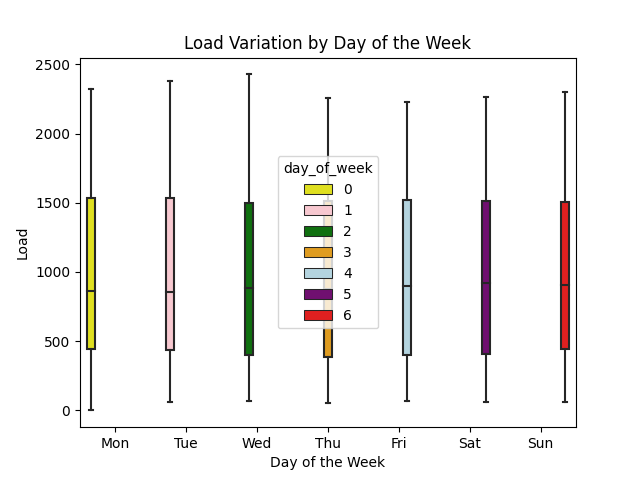 Load Variation by Day of the Week
2500
2000
1500
1000
500
0
Load
day_of_week
0
1
2
3
4
5
6
Mon Tue Wed Thu Fri Sat Sun
Day of the Week